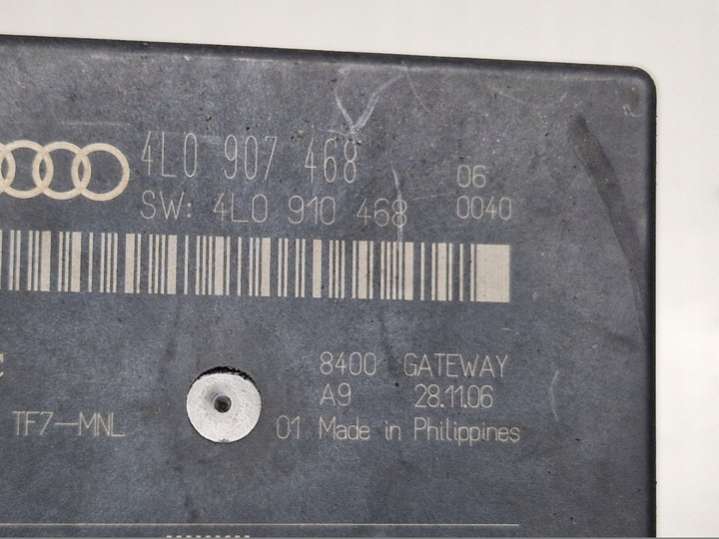 4L0 907 468 06
SW: 4L0 910 468 0040
8400 GATEWAY
A9 28.11.06
TF7-MNL 01 Made in Philippines